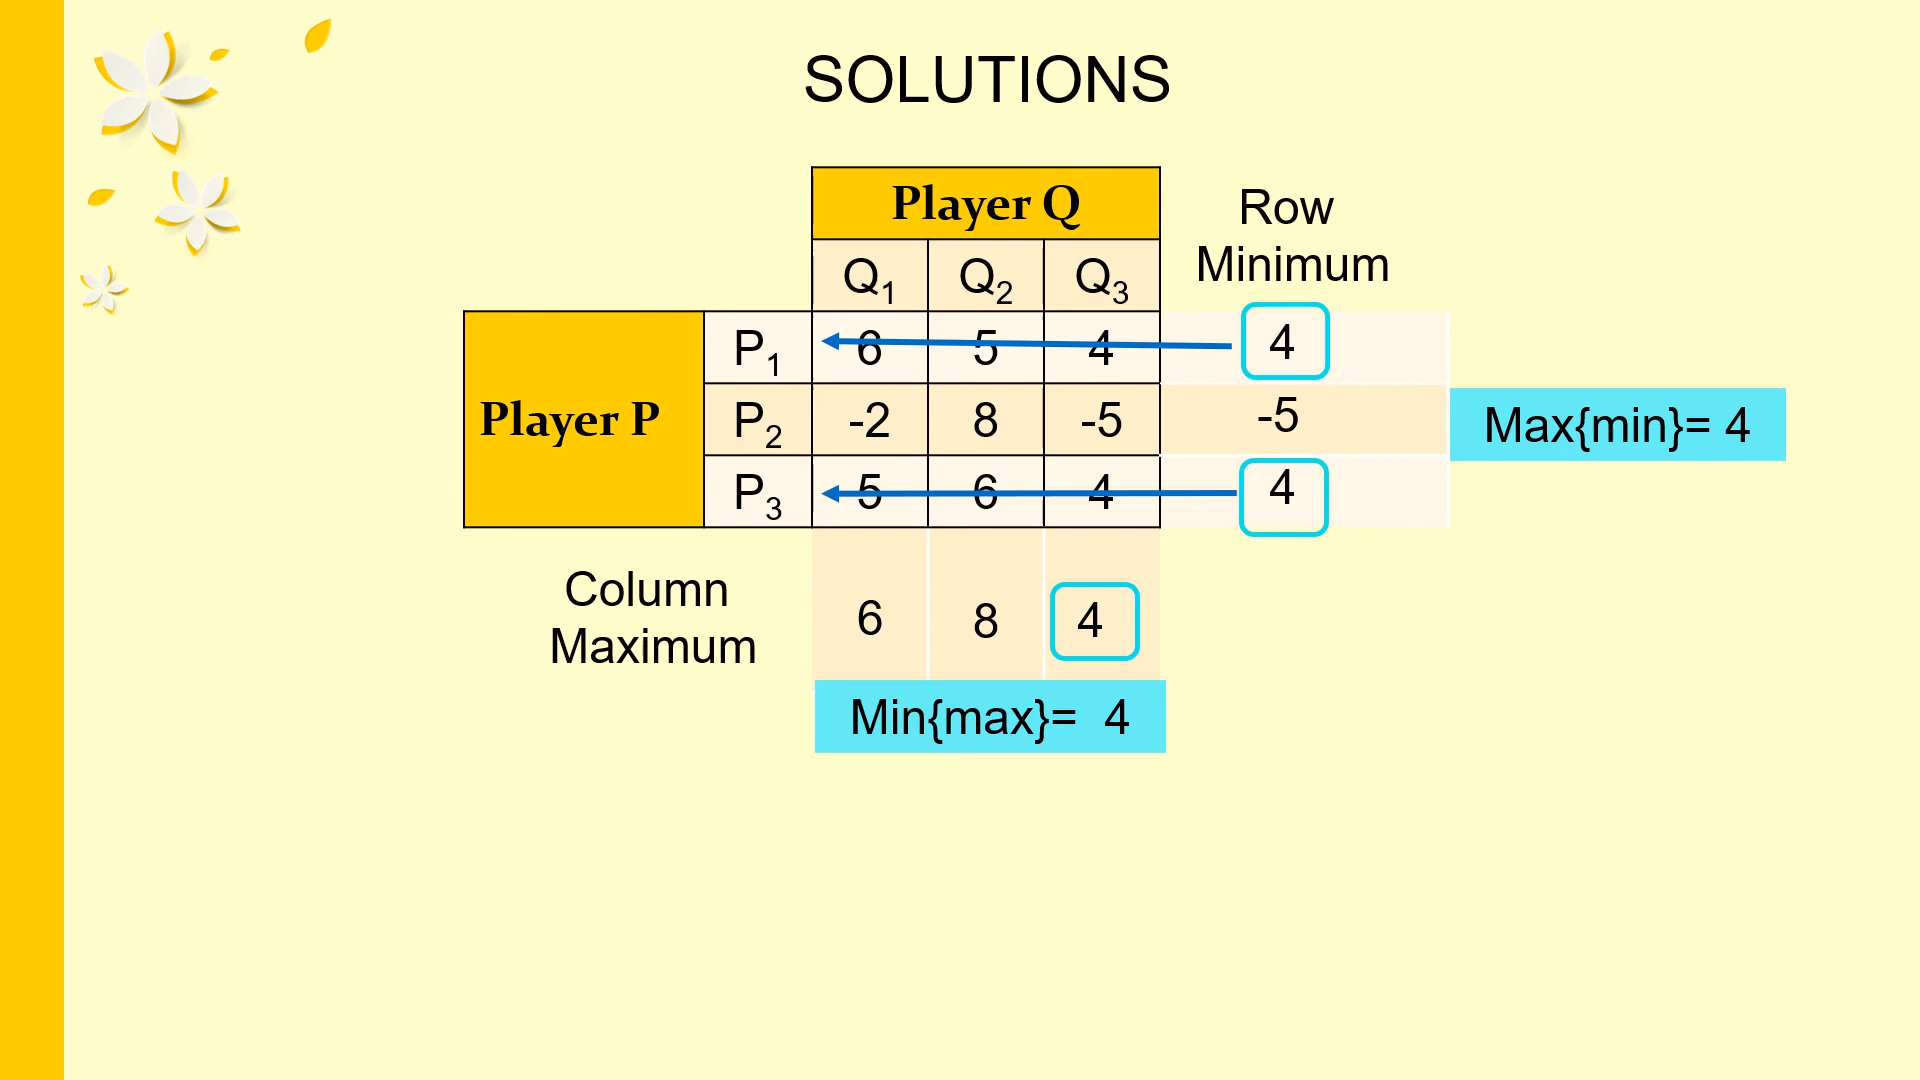 SOLUTIONS
Player Q
Row
Minimum
Q₁ Q₂ Q₃
Player P
P₁ 6 5 4 4
P₂ -2 8 -5 -5
P₃ 5 6 4 4
Max{min}= 4
Column
Maximum
6 8 4
Min{max}= 4